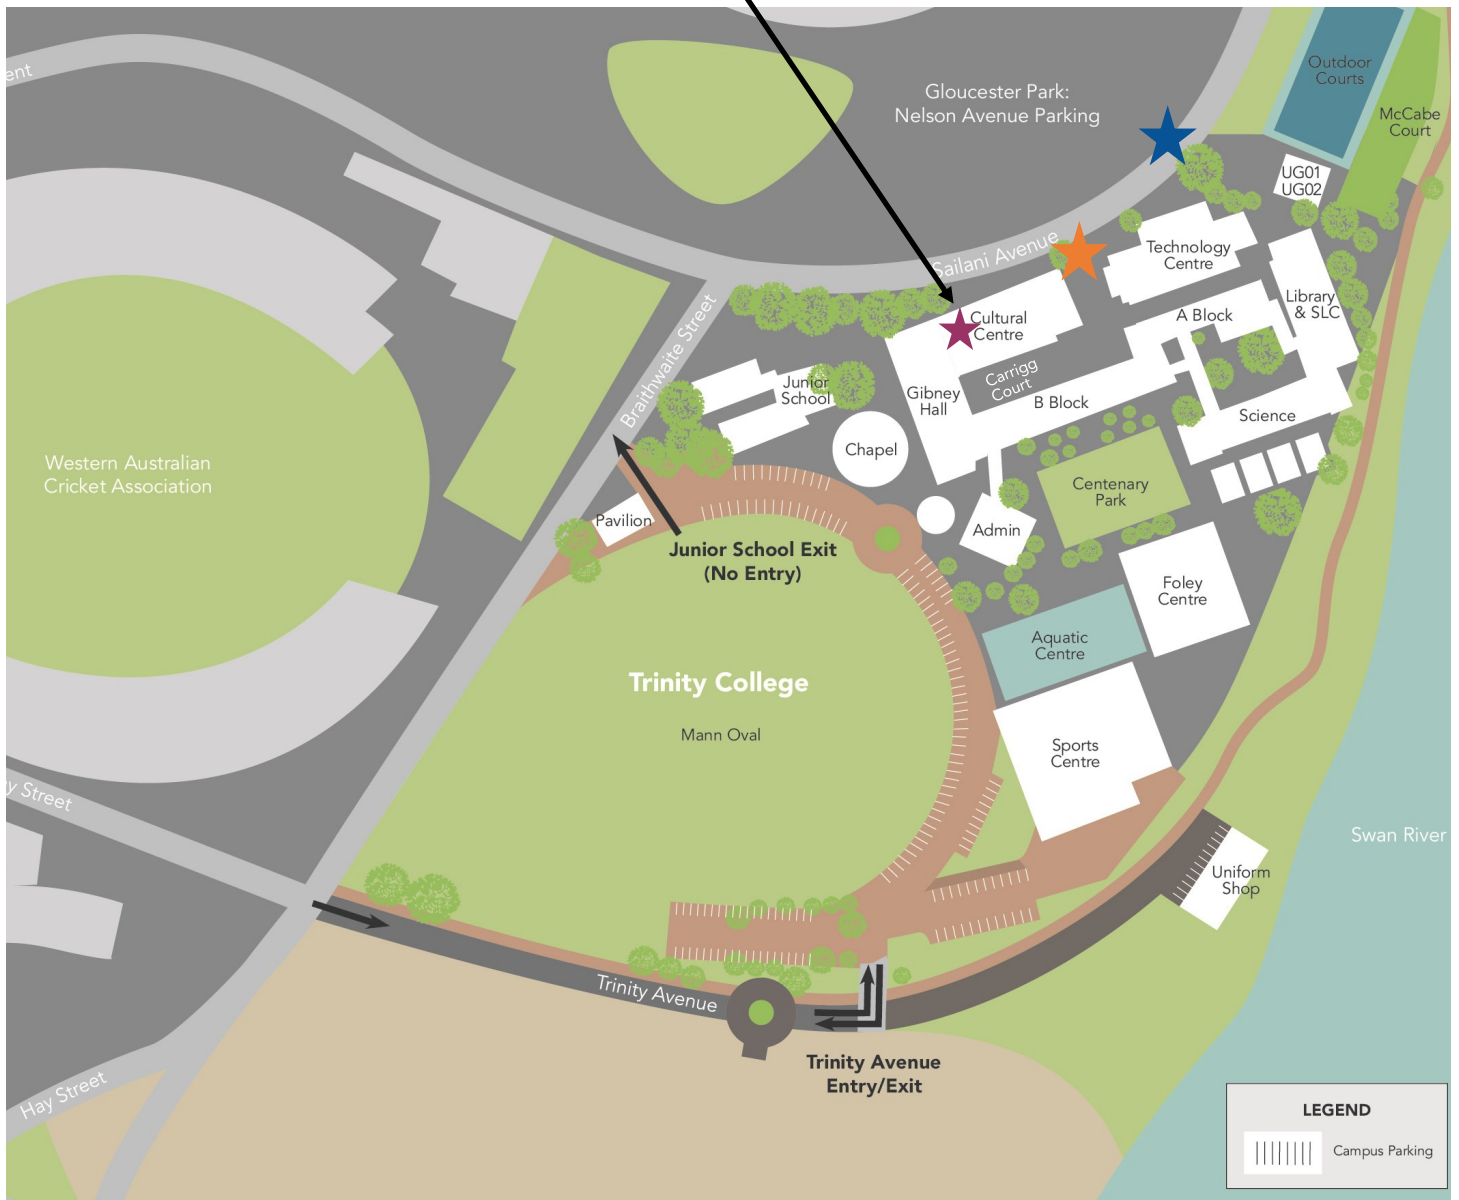 ent
Gloucester Park:
Nelson Avenue Parking
Outdoor
Courts
McCabe
Court
UG01
UG02
Sailani Avenue
Technology
Centre
Library
& SLC
A Block
Cultural
Centre
Carrigg
Court
Gibney
Hall
B Block
Science
Braithwaite Street
Junior
School
Chapel
Western Australian
Cricket Association
Centenary
Park
Pavilion
Admin
Junior School Exit
(No Entry)
Foley
Centre
Aquatic
Centre
Trinity College
Mann Oval
Sports
Centre
y Street
Swan River
Uniform
Shop
Trinity Avenue
Trinity Avenue
Entry/Exit
Hay Street
LEGEND
Campus Parking